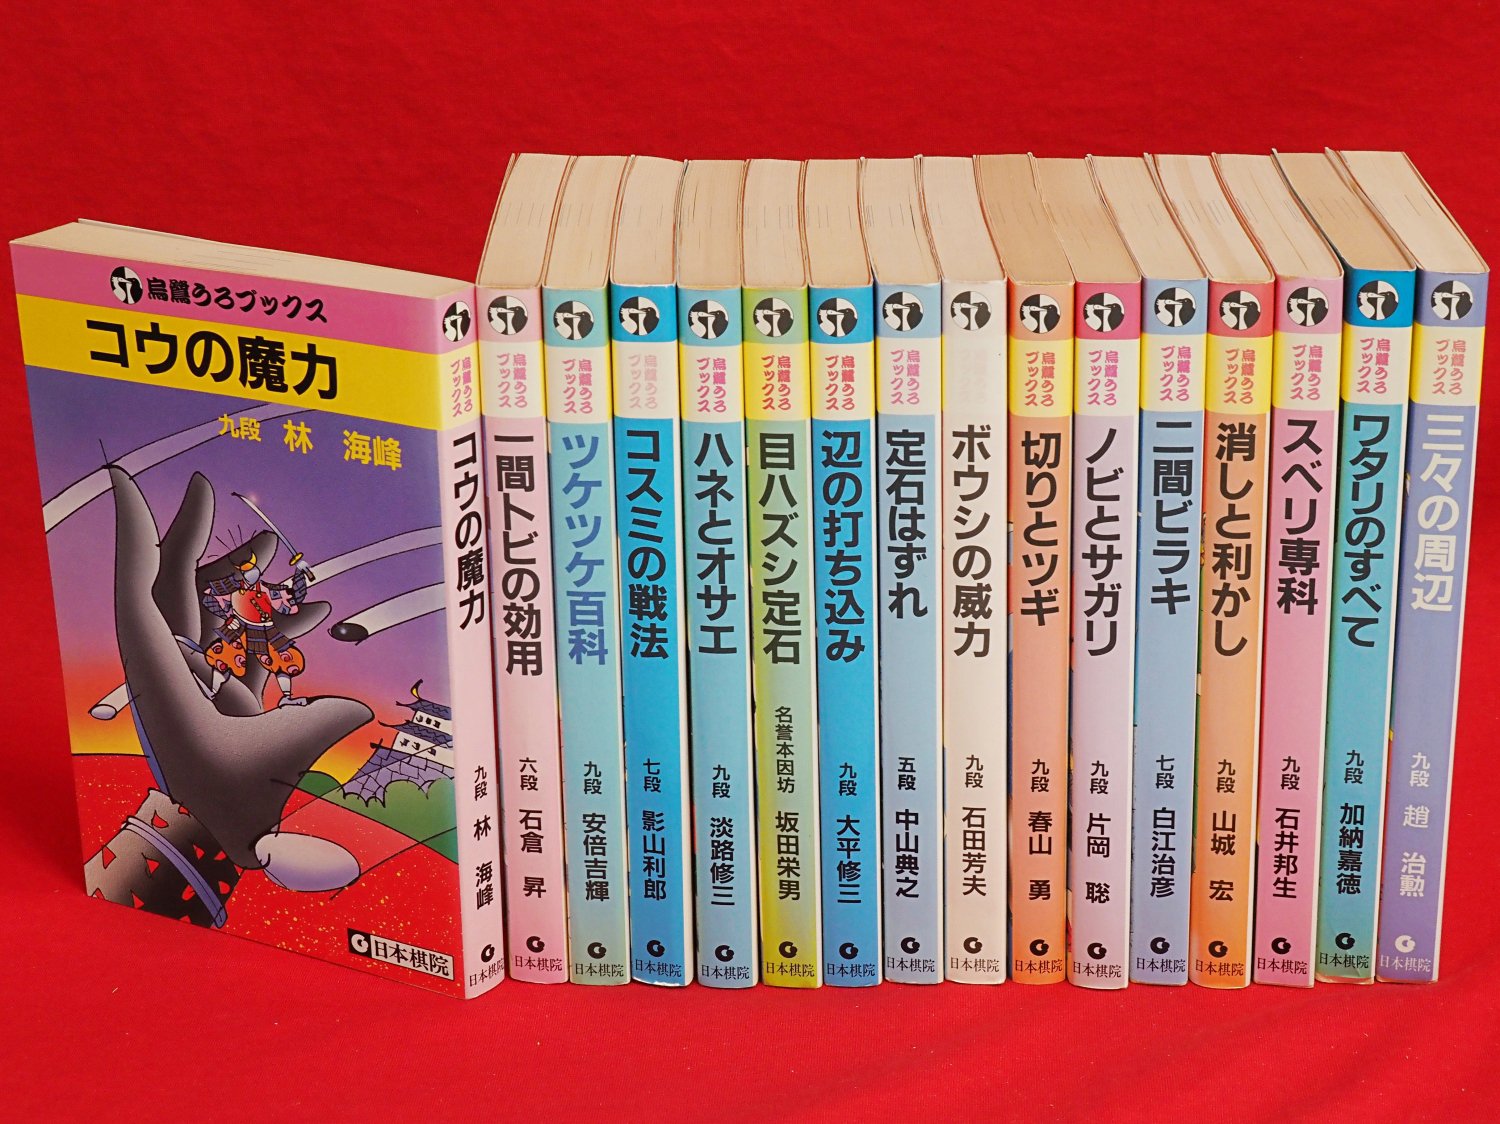 烏鷺うろブックス
コウの魔力
九段 林 海峰
日本棋院
烏鷺うろブックス
コウの魔力
九段 林 海峰
日本棋院
烏鷺うろブックス
一間トビの効用
六段 石倉 昇
日本棋院
烏鷺うろブックス
ツケツケ百科
九段 安倍吉輝
日本棋院
烏鷺うろブックス
コスミの戦法
七段 影山利郎
日本棋院
烏鷺うろブックス
ハネとオサエ
九段 淡路修三
日本棋院
烏鷺うろブックス
目ハズシ定石
名誉本因坊 坂田栄男
日本棋院
烏鷺うろブックス
辺の打ち込み
九段 大平修三
日本棋院
烏鷺うろブックス
定石はずれ
五段 中山典之
日本棋院
ボウシの威力
九段 石田芳夫
日本棋院
烏鷺うろブックス
切りとツギ
九段 春山 勇
日本棋院
烏鷺うろブックス
ノビとサガリ
九段 片岡 聡
日本棋院
烏鷺うろブックス
二間ビラキ
七段 白江治彦
日本棋院
烏鷺うろブックス
消しと利かし
九段 山城 宏
日本棋院
烏鷺うろブックス
スベリ専科
九段 石井邦生
日本棋院
烏鷺うろブックス
ワタリのすべて
九段 加納嘉徳
日本棋院
烏鷺うろブックス
三々の周辺
九段 趙 治勲
日本棋院